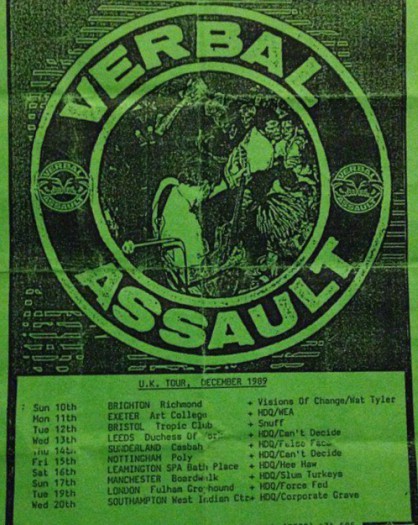 VERBAL
VERBAL
ASSAULT
U.K. TOUR, DECEMBER 1989
Sun 10th BRIGHTON Richmond + Visions Of Change/Wat Tyler
Mon 11th EXETER Art College + HDQ/WEA
Tue 12th BRISTOL Tropic Club + Snuff
Wed 13th LEEDS Duchess Of York + HDQ/Can't Decide
Thu 14th SUNDERLAND Casbah + HDQ/False Face
Fri 15th NOTTINGHAM Poly + HDQ/Can't Decide
Sat 16th LEAMINGTON SPA Bath Place + HDQ/Hee Haw
Sun 17th MANCHESTER Boardwalk + HDQ/Slum Turkeys
Tue 19th LONDON Fulham Greyhound + HDQ/Force Fed
Wed 20th SOUTHAMPTON West Indian Ctr + HDQ/Corporate Grave